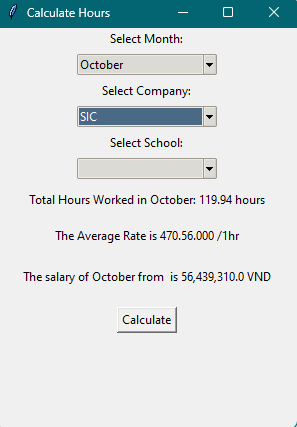 Calculate Hours
Select Month:
October
Select Company:
SIC
Select School:
Total Hours Worked in October: 119.94 hours
The Average Rate is 470.56.000 /1hr
The salary of October from  is 56,439,310.0 VND
Calculate